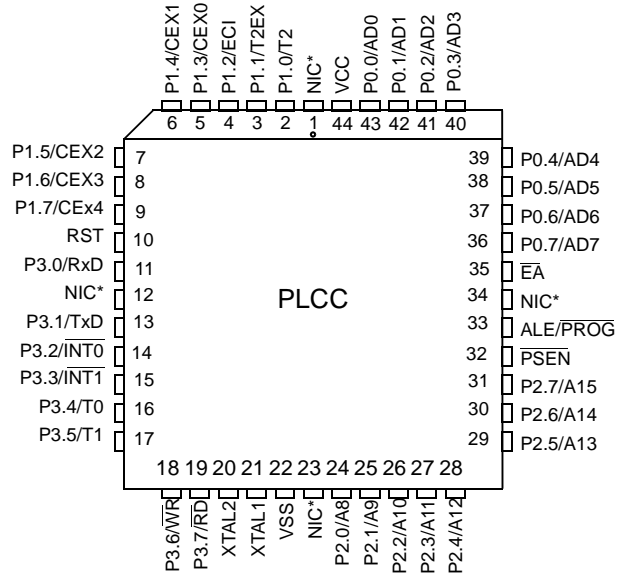 P1.4/CEX1
P1.3/CEX0
P1.2/ECI
P1.1/T2EX
P1.0/T2
NIC*
VCC
P0.0/AD0
P0.1/AD1
P0.2/AD2
P0.3/AD3
6 5 4 3 2 1 44 43 42 41 40
P1.5/CEX2 7
P1.6/CEX3 8
P1.7/CEx4 9
RST 10
P3.0/RxD 11
NIC* 12
P3.1/TxD 13
P3.2/INT0 14
P3.3/INT1 15
P3.4/T0 16
P3.5/T1 17
PLCC
39 P0.4/AD4
38 P0.5/AD5
37 P0.6/AD6
36 P0.7/AD7
35 EA
34 NIC*
33 ALE/PROG
32 PSEN
31 P2.7/A15
30 P2.6/A14
29 P2.5/A13
18 19 20 21 22 23 24 25 26 27 28
P3.6/WR
P3.7/RD
XTAL2
XTAL1
VSS
NIC*
P2.0/A8
P2.1/A9
P2.2/A10
P2.3/A11
P2.4/A12